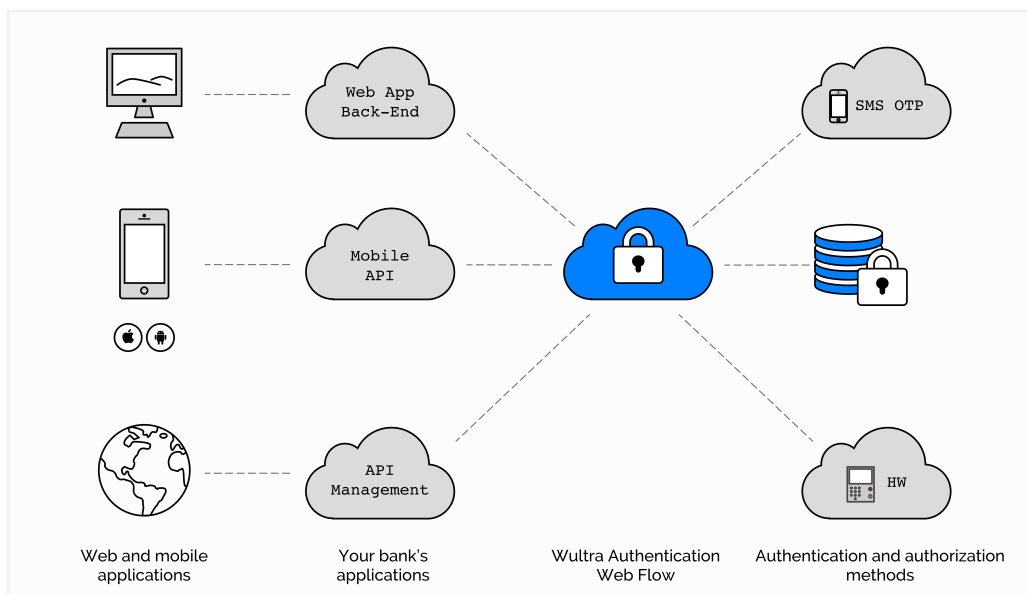 Web App
Back-End
SMS OTP
Mobile
API
API
Management
HW
Web and mobile
applications
Your bank's
applications
Wultra Authentication
Web Flow
Authentication and authorization
methods